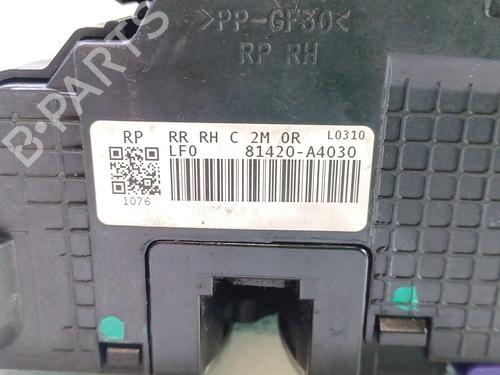 >PP-GF30<
RP RH
RP RR RH C 2M 0R L0310
LF0 81420-A4030
1076
B-PARTS